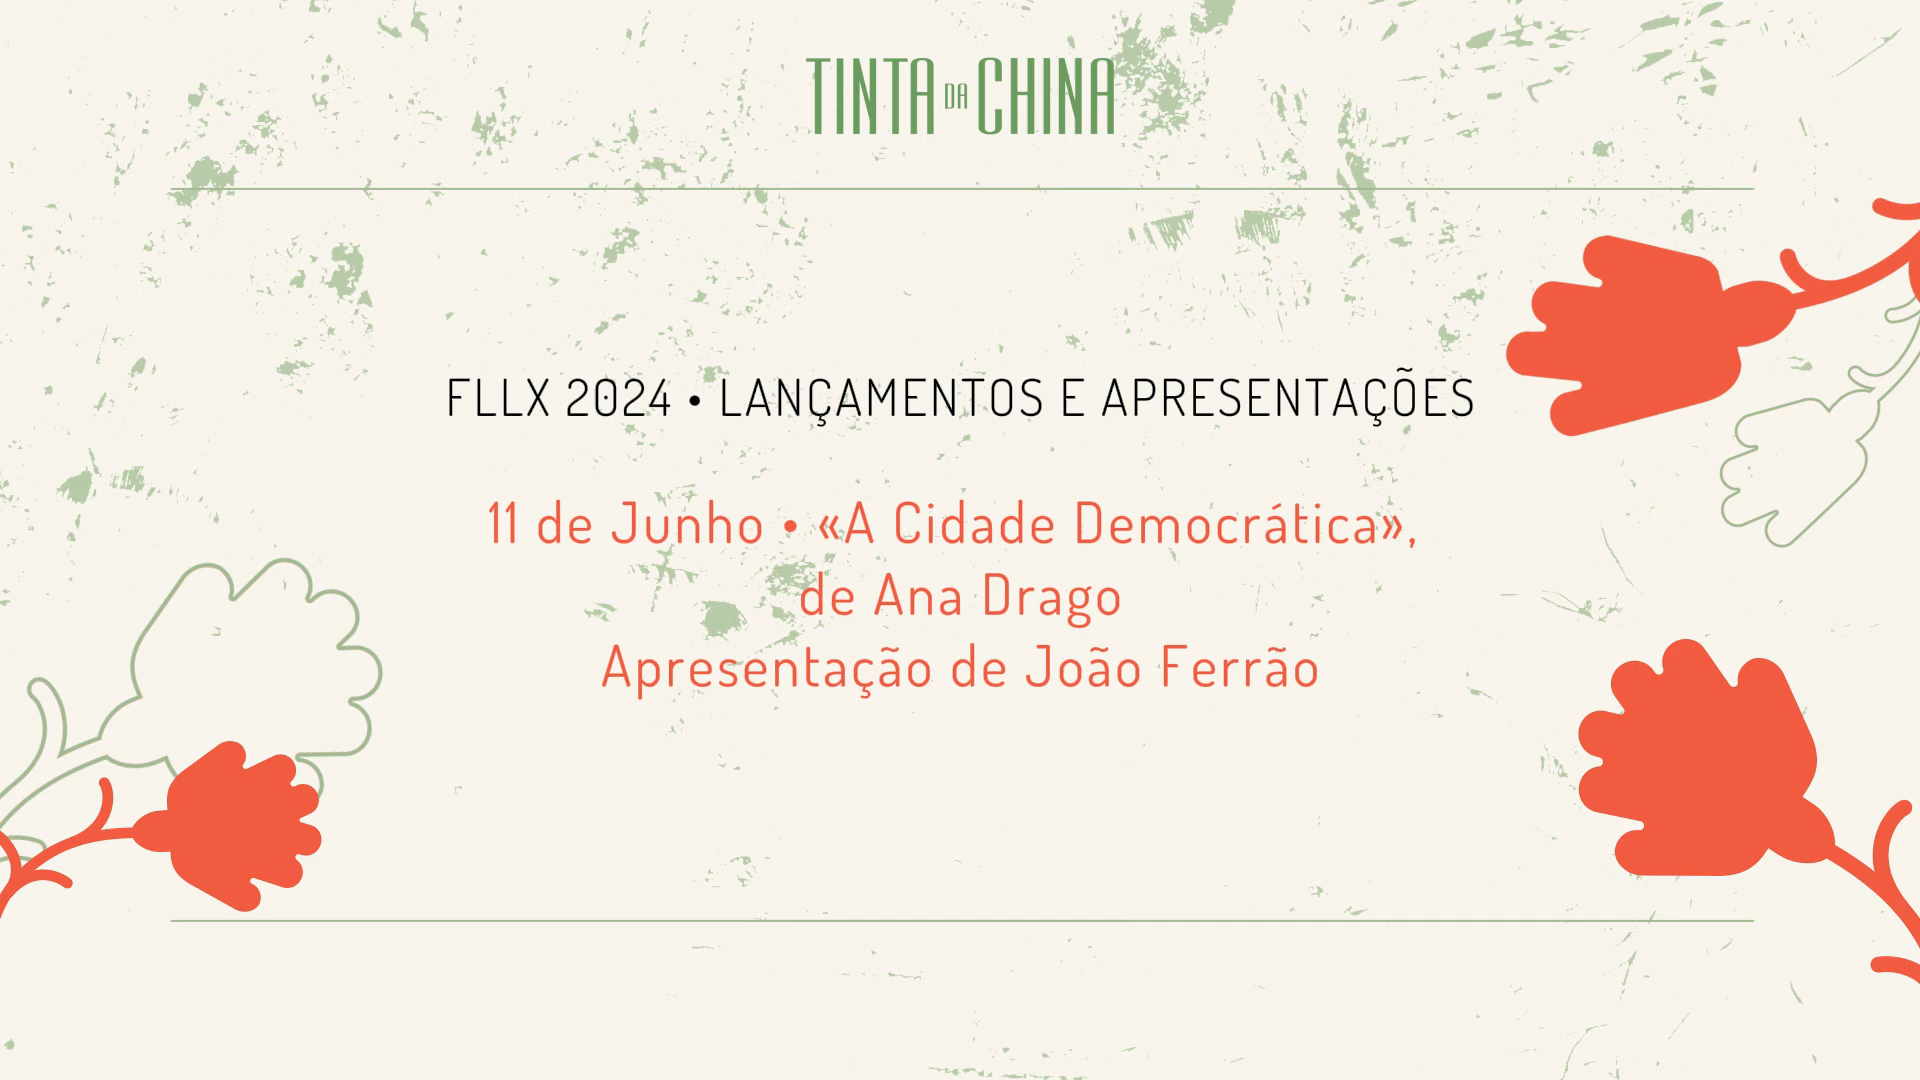 TINTA DA CHINA
FLLX 2024 • LANÇAMENTOS E APRESENTAÇÕES
11 de Junho • «A Cidade Democrática»,
de Ana Drago
Apresentação de João Ferrão